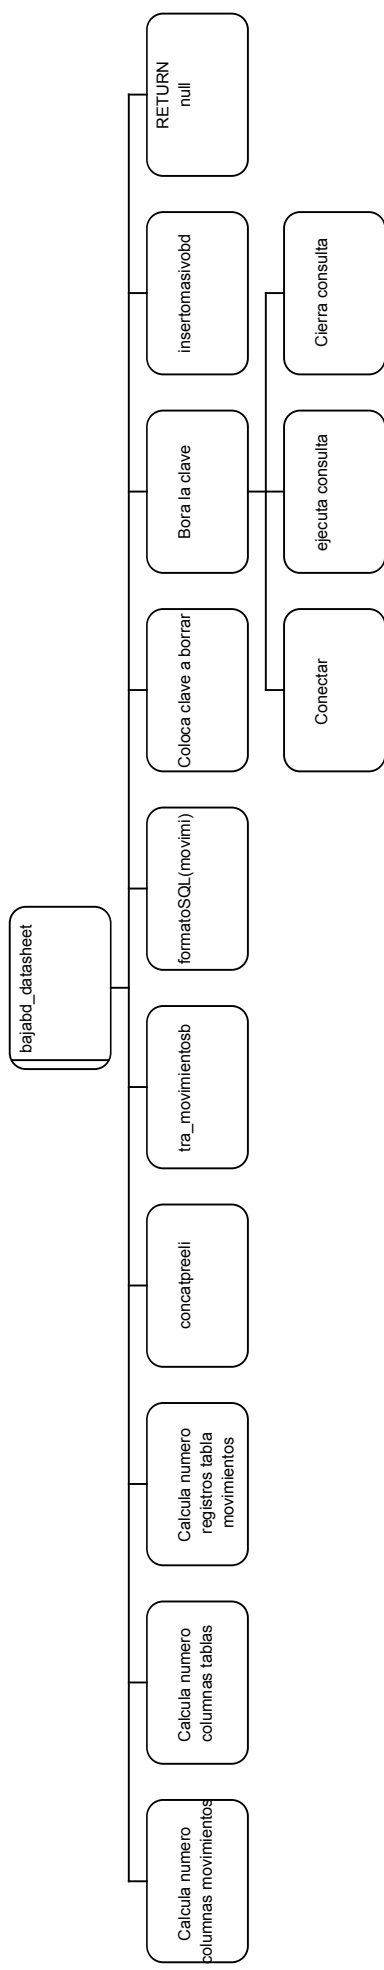 bajabd_datasheet
Calcula numero
columnas movimientos
Calcula numero
columnas tablas
Calcula numero
registros tabla
movimientos
concatpreeli
tra_movimientosb
formatoSQL(movimi)
Coloca clave a borrar
Bora la clave
insertomasivobd
RETURN
null
Conectar
ejecuta consulta
Cierra consulta